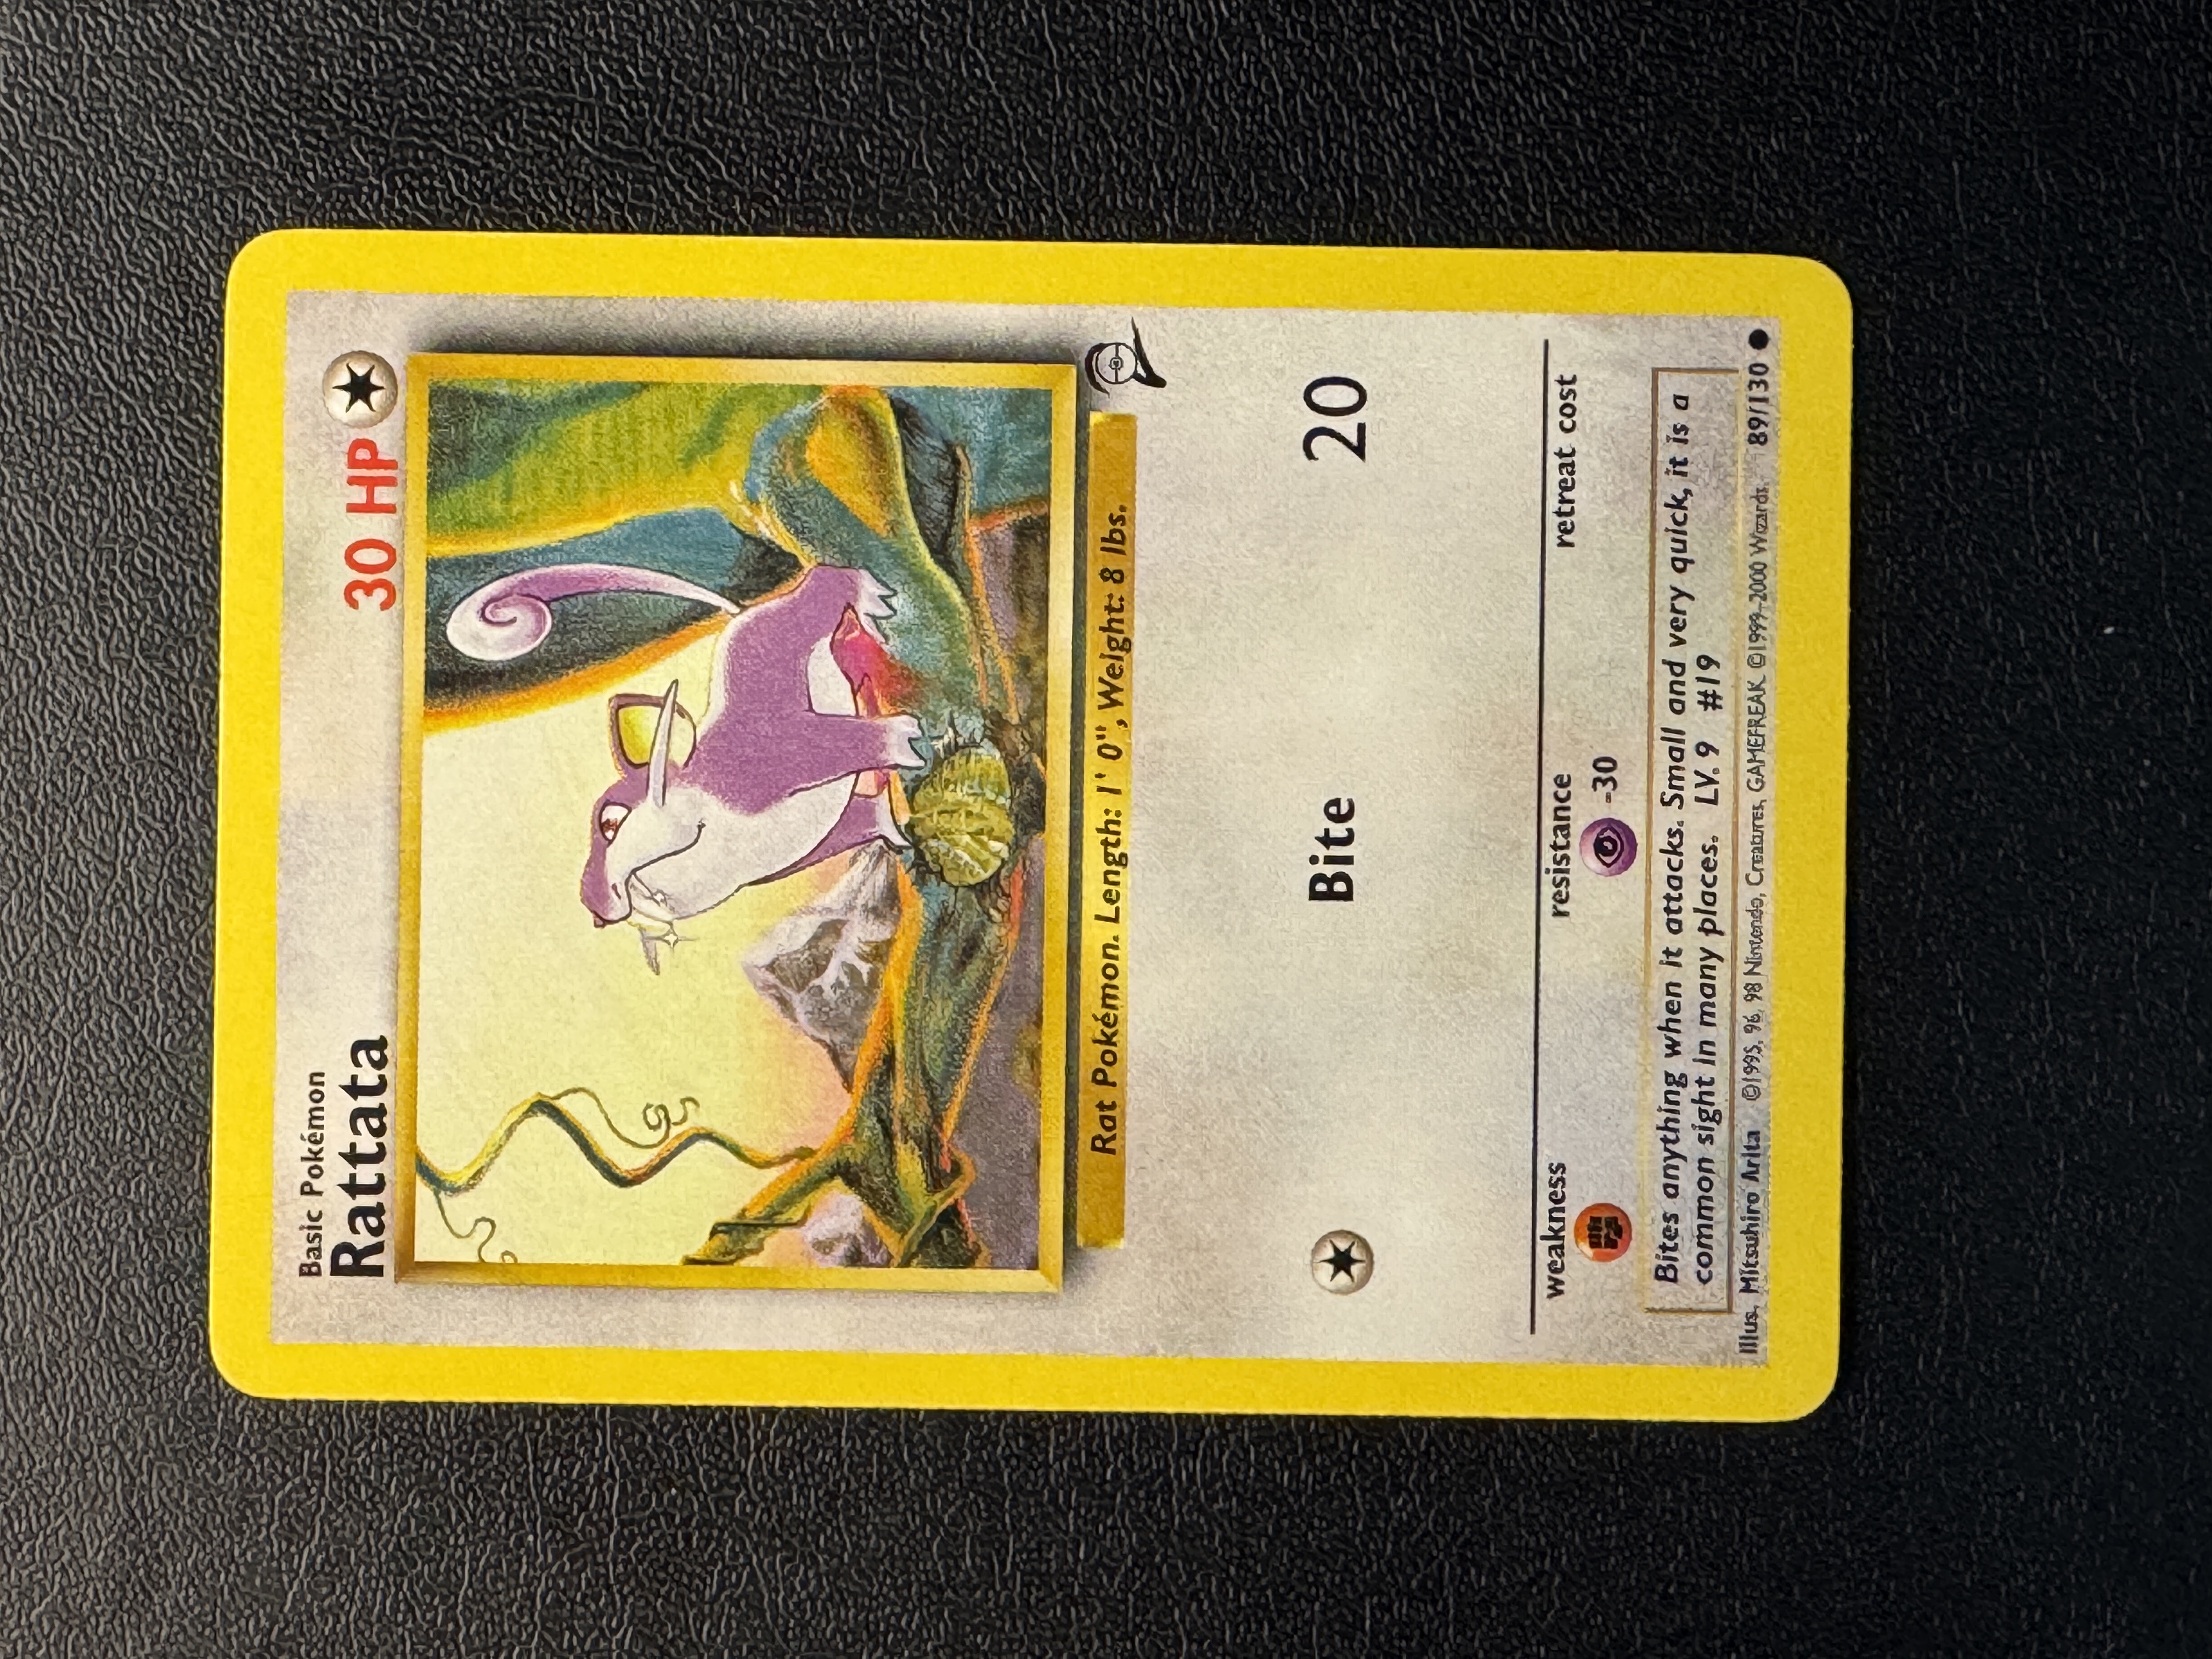 Basic Pokémon
Rattata
30 HP
Rat Pokémon. Length: 1' 0", Weight: 8 lbs.
Bite 20
weakness resistance retreat cost
-30
Bites anything when it attacks. Small and very quick, it is a
common sight in many places. LV. 9 #19
Illus. Mitsuhiro Arita ©1995, 96, 98 Nintendo, Creatures, GAMEFREAK ©1999-2000 Wizards. 89/130